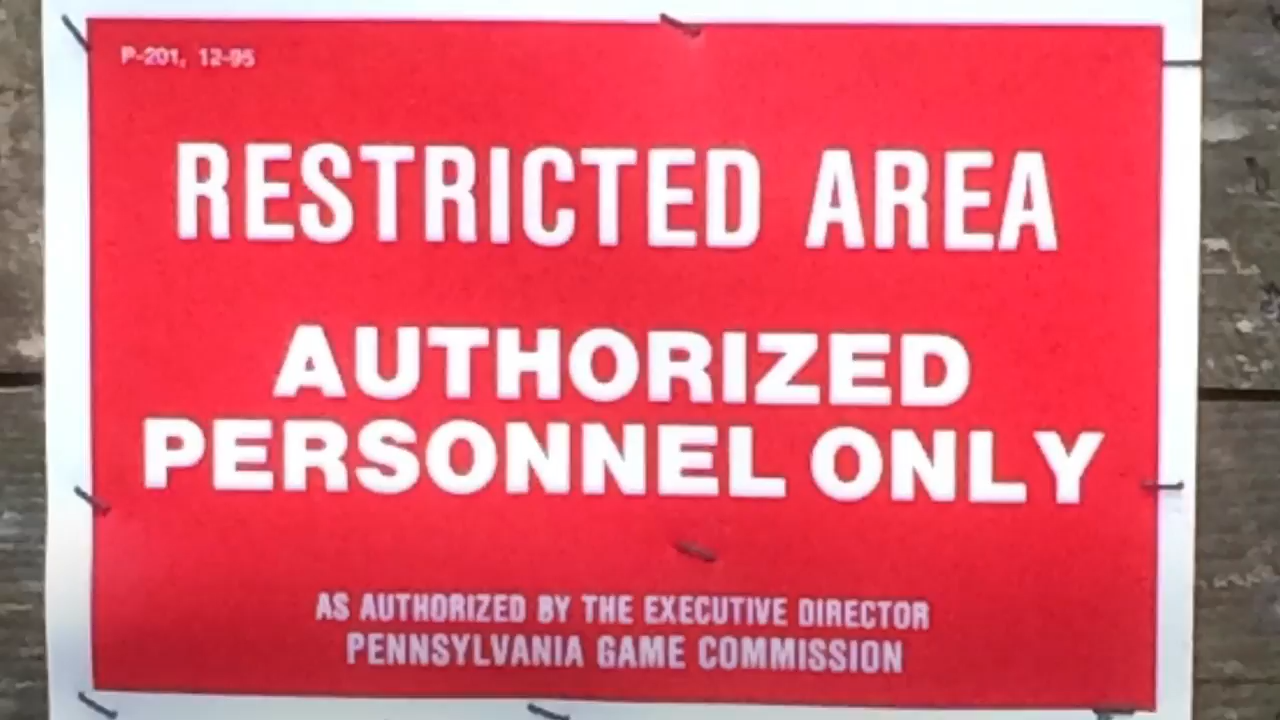 P-201, 12-95
RESTRICTED AREA
AUTHORIZED
PERSONNEL ONLY
AS AUTHORIZED BY THE EXECUTIVE DIRECTOR
PENNSYLVANIA GAME COMMISSION